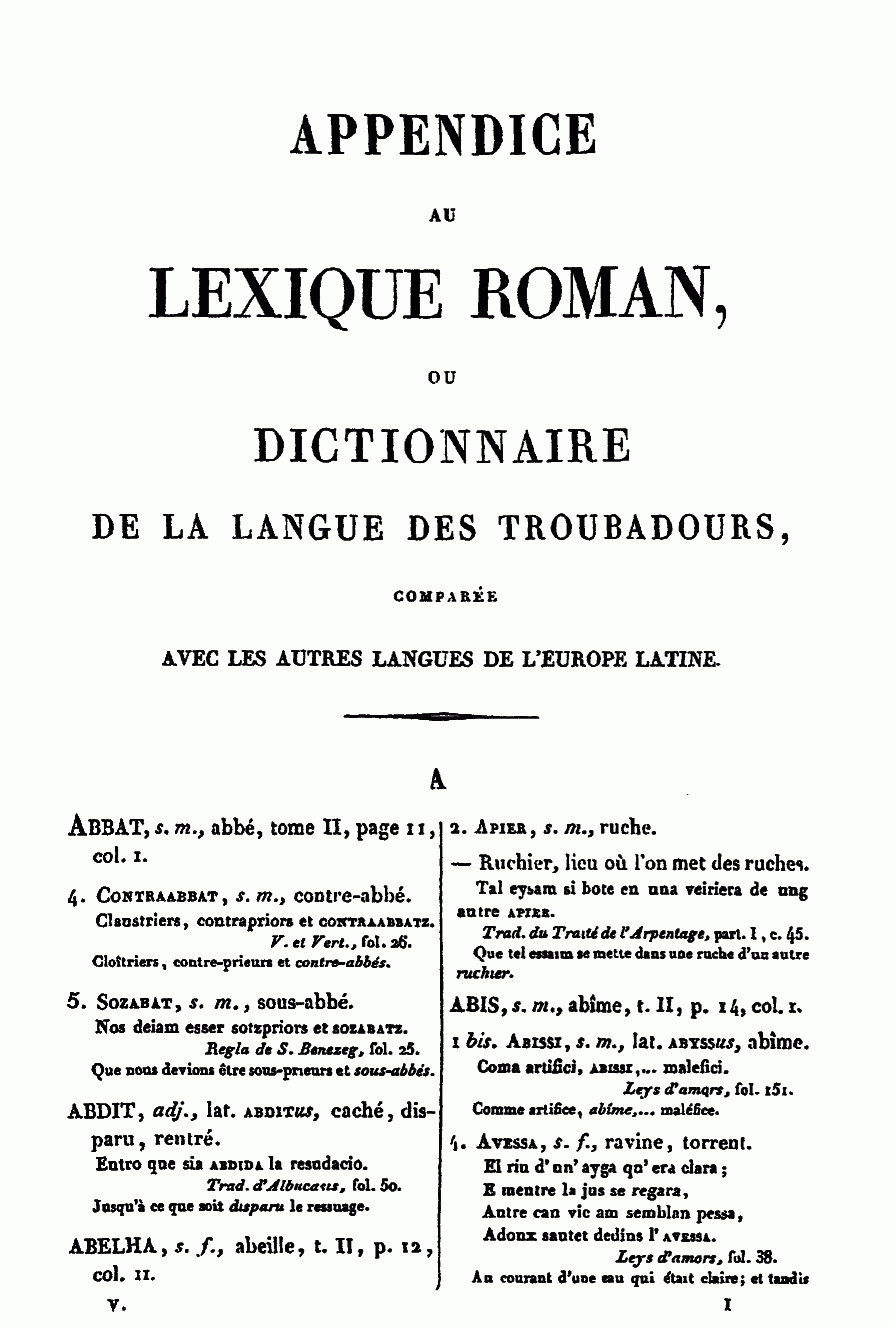 APPENDICE
AU
LEXIQUE ROMAN,
OU
DICTIONNAIRE
DE LA LANGUE DES TROUBADOURS,
COMPARÉE
AVEC LES AUTRES LANGUES DE L'EUROPE LATINE.
A
ABBAT, s. m., abbé, tome II, page 11,
col. 1.
4. CONTRAABBAT, s. m., contre-abbé.
Claustriers, contrapriors et CONTRAABBATZ.
V. et Vert., fol. 26.
Cloîtriers, contre-prieurs et contre-abbés.
5. SOZABAT, s. m., sous-abbé.
Nos deiam esser sotzpriors et SOZABATZ.
Regla de S. Benezeg, fol. 25.
Que nous devions être sous-prieurs et sous-abbés.
ABDIT, adj., lat. ABDITUS, caché, dis-
paru, rentré.
Entro que sia ABDIDA la resudacio.
Trad. d'Albucasis, fol. 50.
Jusqu'à ce que soit disparu le ressuage.
ABELHA, s. f., abeille, t. II, p. 12,
col. II.
V.
2. APIER, s. m., ruche.
— Ruchier, lieu où l'on met des ruches.
Tal eysam si bote en una veiriera de ung
autre APIER.
Trad. du Traité de l'Arpentage, part. I, c. 45.
Que tel essaim se mette dans une ruche d'un autre
ruchier.
ABIS, s. m., abîme, t. II, p. 14, col. 1.
1 bis. ABISSI, s. m., lat. ABYSSUS, abîme.
Coma artifici, ABISSI,... malefici.
Leys d'amors, fol. 151.
Comme artifice, abîme,... maléfice.
4. AVESSA, s. f., ravine, torrent.
El riu d'un' ayga qu' era clara;
E mentre la jus se regara,
Autre can vic am semblan pessa,
Adonx sautet dedins l' AVESSA.
Leys d'amors, fol. 38.
Au courant d'une eau qui était claire; et tandis
I